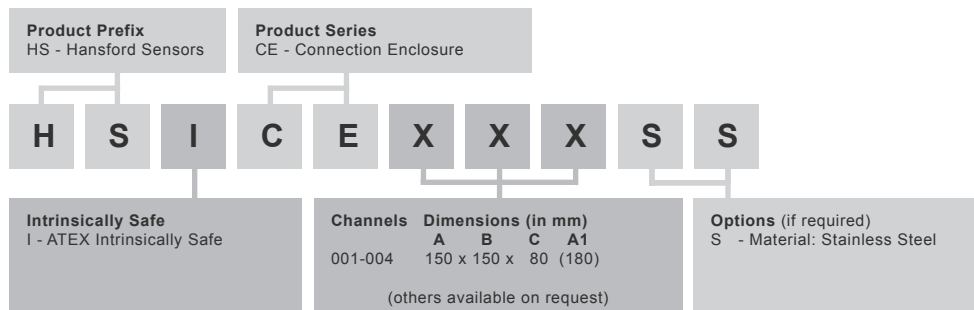 Product Prefix
HS - Hansford Sensors
Product Series
CE - Connection Enclosure
H S I C E X X X S S
Intrinsically Safe
I - ATEX Intrinsically Safe
Channels Dimensions (in mm)
A B C A1
001-004 150 x 150 x 80 (180)
(others available on request)
Options (if required)
S - Material: Stainless Steel